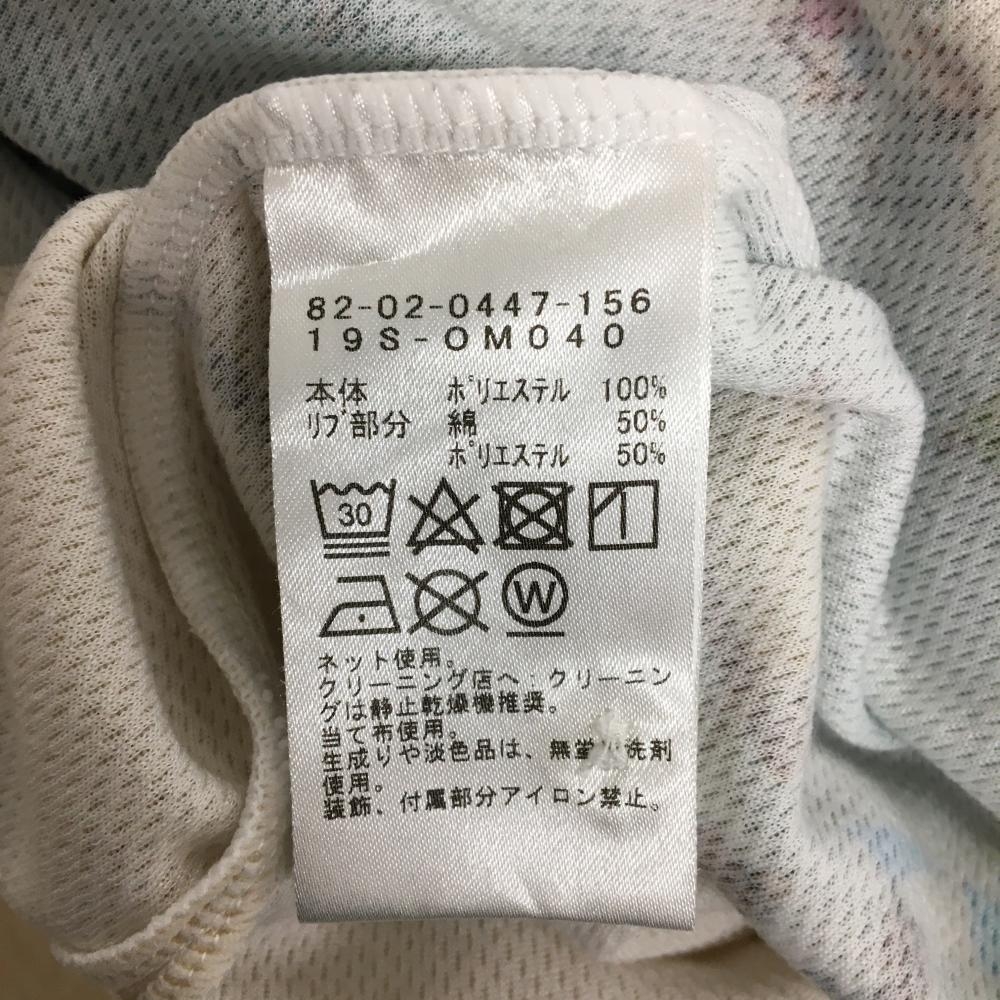 82-02-0447-156
19S-OM040
本体 ポリエステル 100%
リブ部分 綿 50%
ポリエステル 50%
30
W
ネット使用。
クリーニング店へ:クリーニン
グは静止乾燥機推奨。
当て布使用。
生成りや淡色品は、無蛍 洗剤
使用。
装飾、付属部分アイロン禁止。